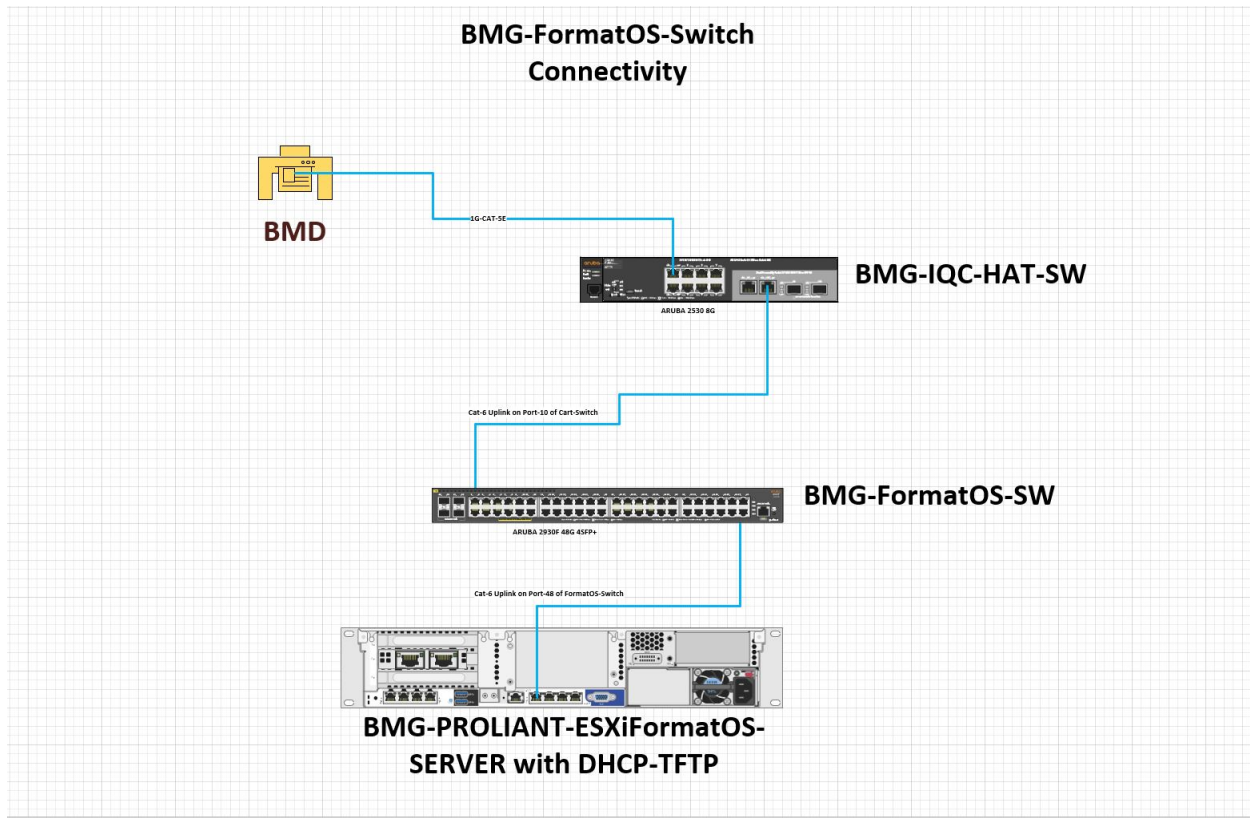 BMG-FormatOS-Switch
Connectivity
BMD
1G-CAT-5E
BMG-IQC-HAT-SW
ARUBA 2530 8G
Cat-6 Uplink on Port-10 of Cart-Switch
BMG-FormatOS-SW
ARUBA 2930F 48G 4SFP+
Cat-6 Uplink on Port-48 of FormatOS-Switch
BMG-PROLIANT-ESXiFormatOS-
SERVER with DHCP-TFTP